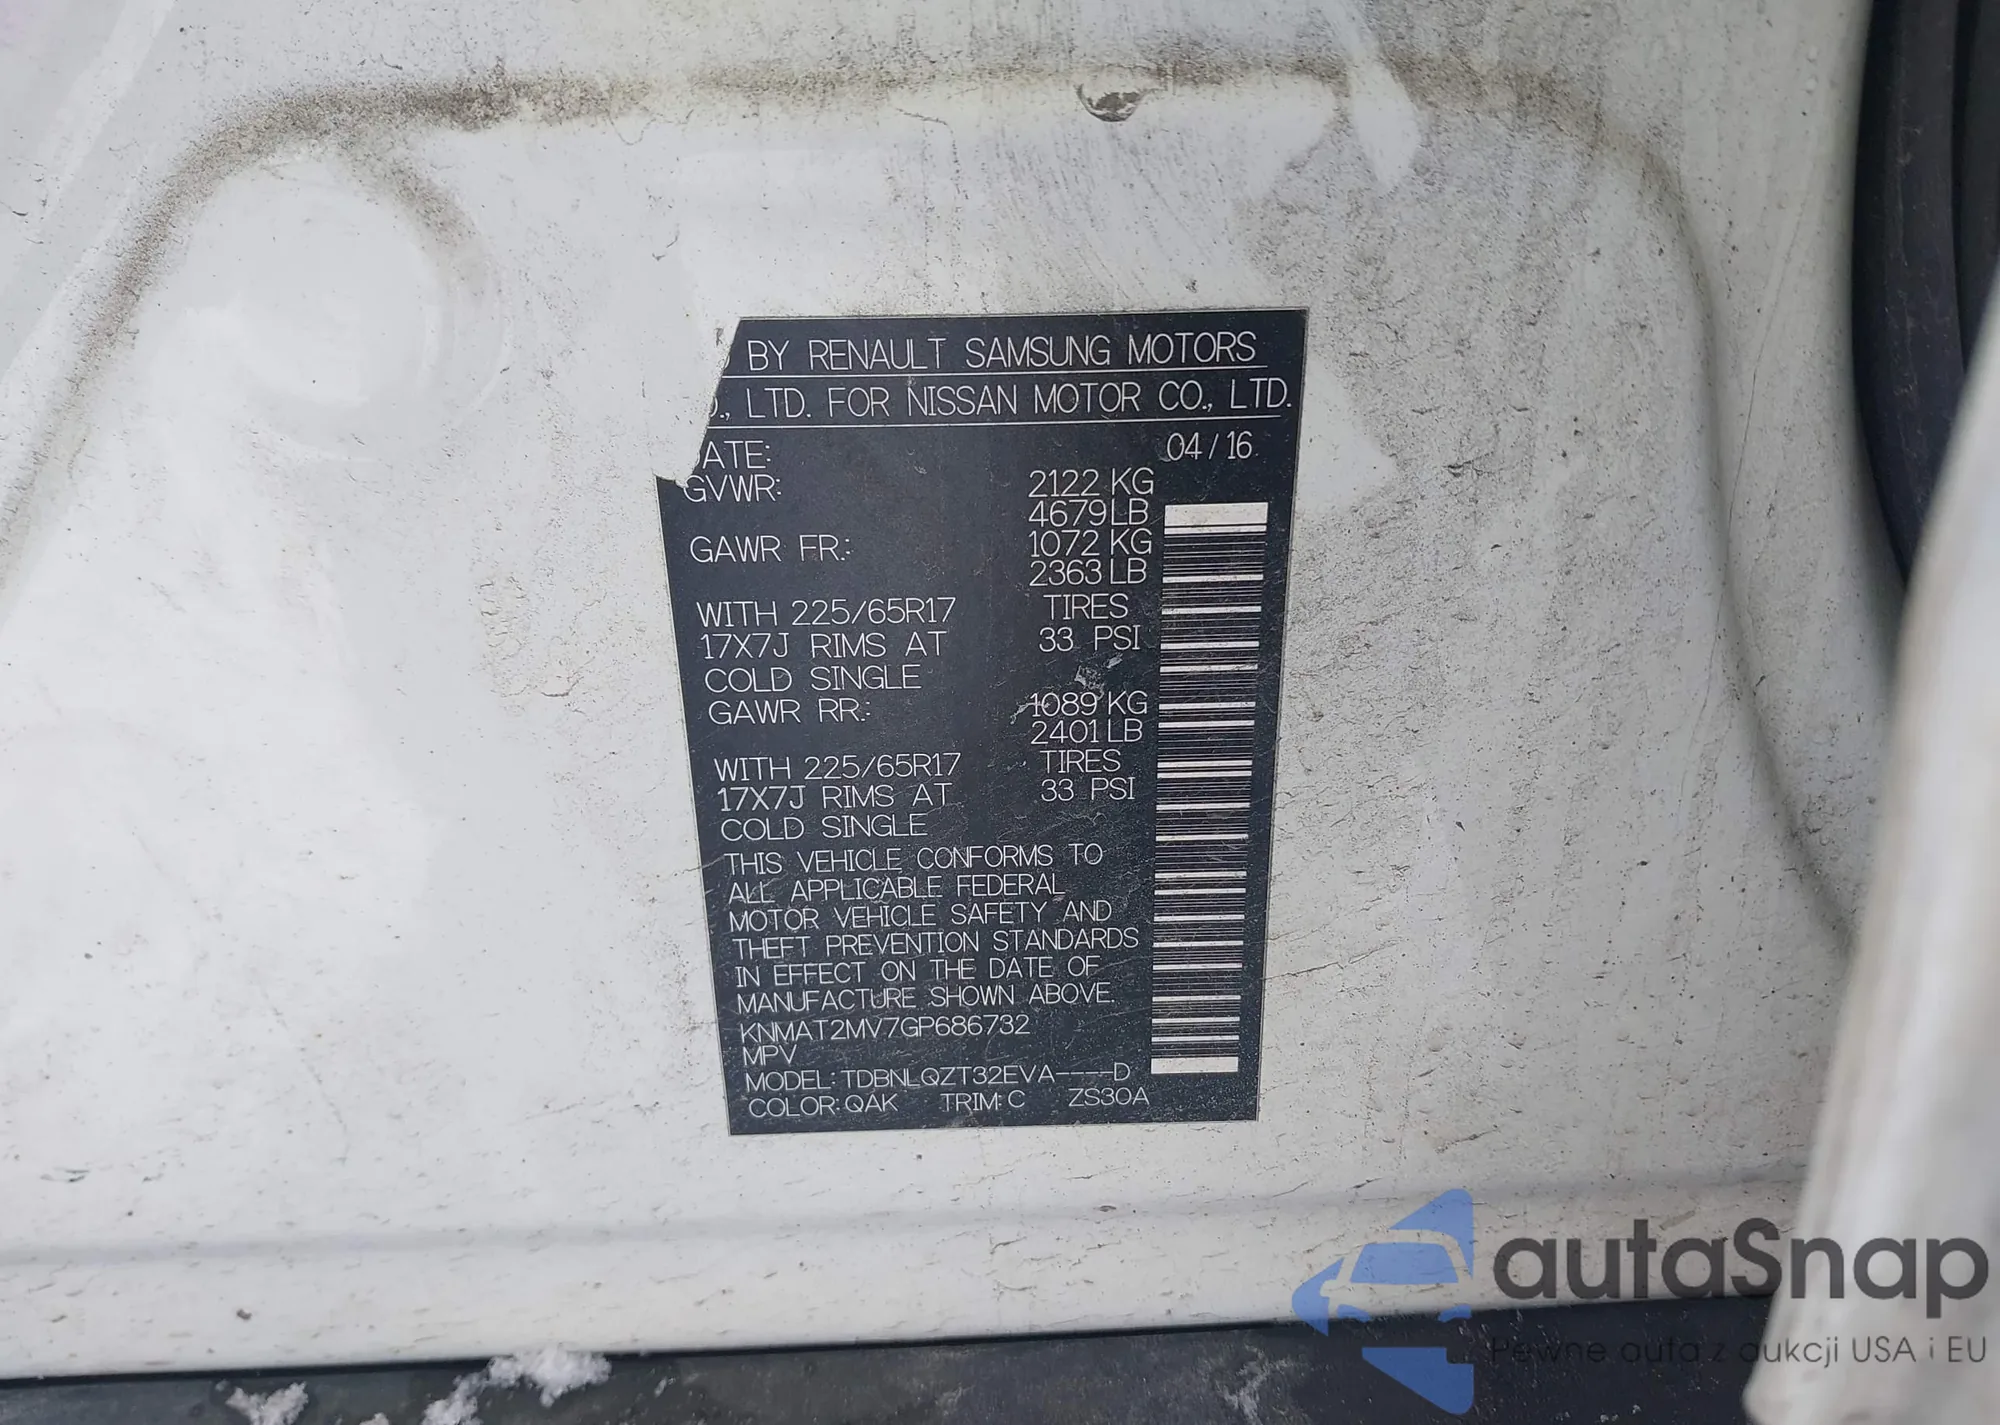 BY RENAULT SAMSUNG MOTORS
., LTD. FOR NISSAN MOTOR CO., LTD.
ATE: 04 / 16
GVWR: 2122 KG
4679 LB
GAWR FR.: 1072 KG
2363 LB
WITH 225/65R17 TIRES
17X7J RIMS AT 33 PSI
COLD SINGLE
GAWR RR.: 1089 KG
2401 LB
WITH 225/65R17 TIRES
17X7J RIMS AT 33 PSI
COLD SINGLE
THIS VEHICLE CONFORMS TO
ALL APPLICABLE FEDERAL
MOTOR VEHICLE SAFETY AND
THEFT PREVENTION STANDARDS
IN EFFECT ON THE DATE OF
MANUFACTURE SHOWN ABOVE.
KNMAT2MV7GP686732
MPV
MODEL: TDBNLQZT32EVA----D
COLOR: QAK TRIM: C ZS30A
autaSnap
Pewne auta z aukcji USA i EU